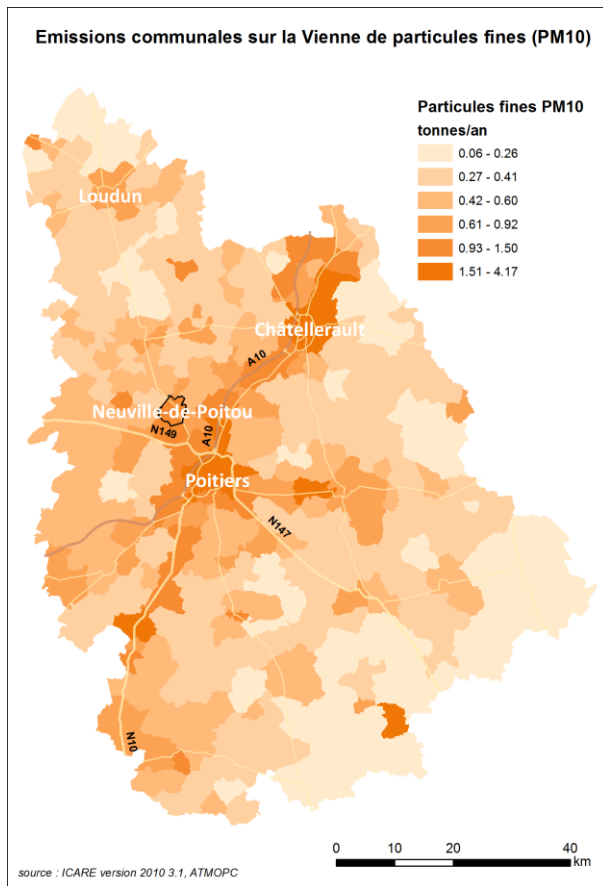 Emissions communales sur la Vienne de particules fines (PM10)
Particules fines PM10
tonnes/an
0.06 - 0.26
0.27 - 0.41
0.42 - 0.60
0.61 - 0.92
0.93 - 1.50
1.51 - 4.17
Loudun
Châtellerault
A10
Neuville-de-Poitou
N149
A10
Poitiers
N147
N10
0 10 20 40
km
source : ICARE version 2010 3.1, ATMOPC